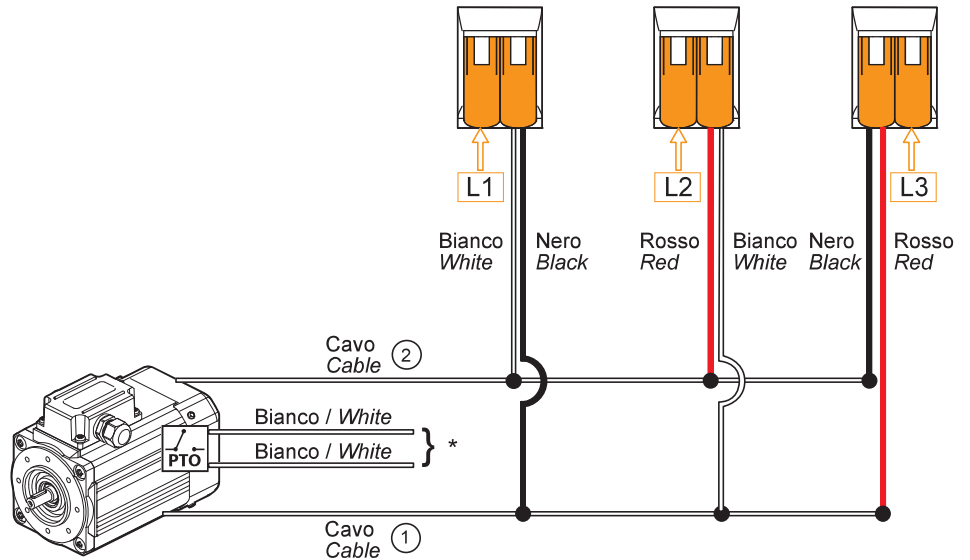 L1
L2
L3
Bianco
White
Nero
Black
Rosso
Red
Bianco
White
Nero
Black
Rosso
Red
Cavo
Cable 2
Bianco / White
Bianco / White
} *
PTO
Cavo
Cable 1